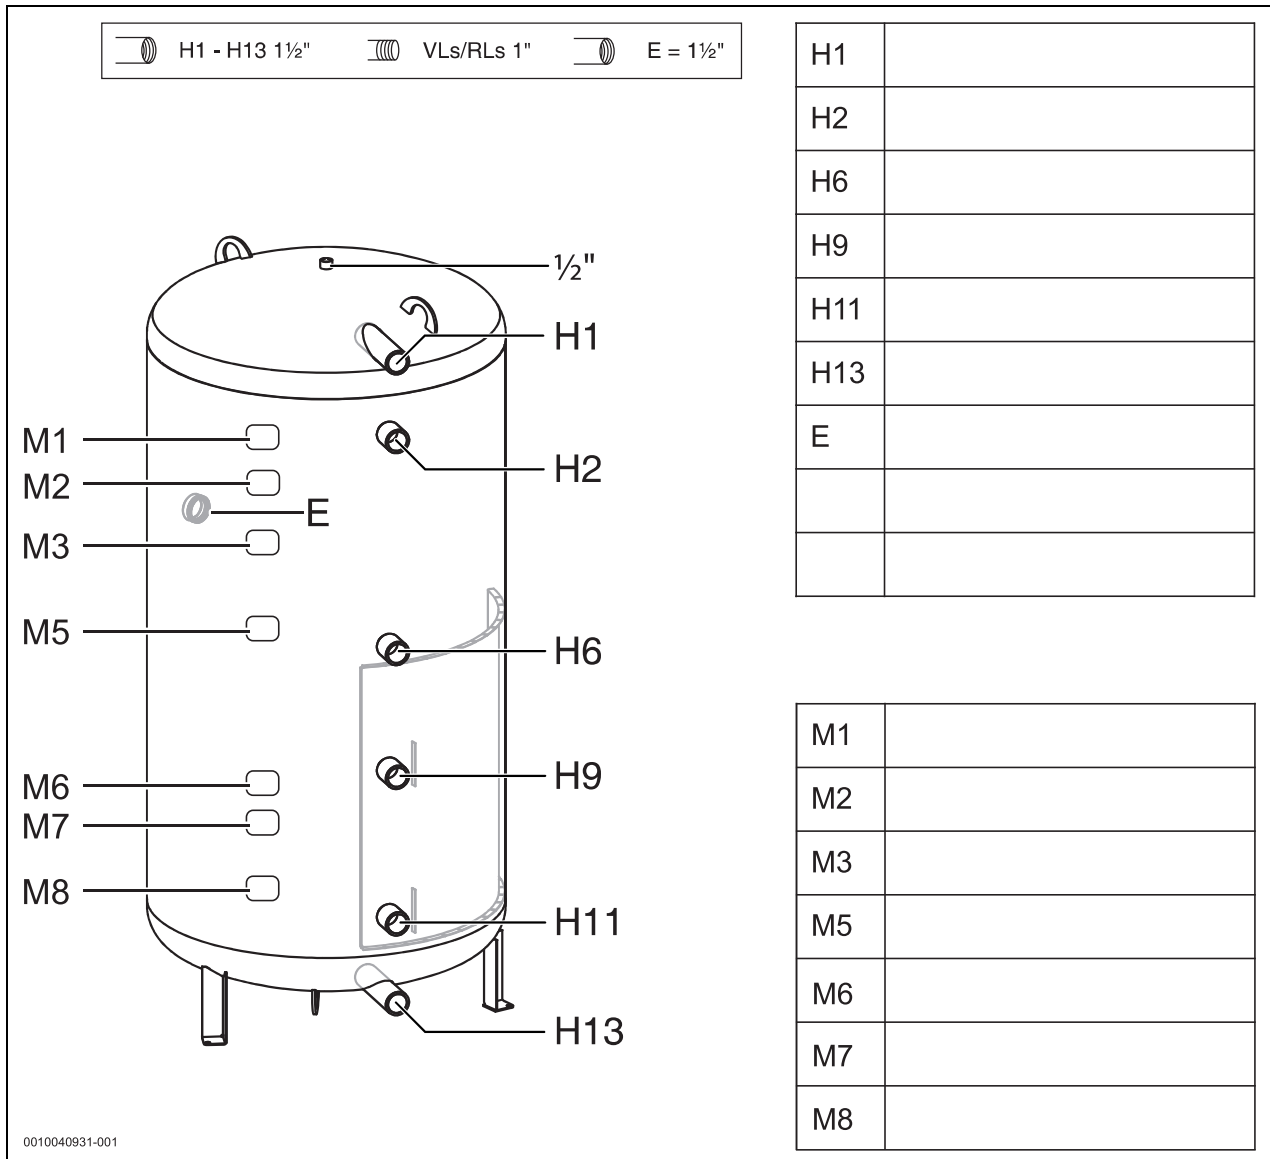 H1 - H13 1½" VLs/RLs 1" E = 1½"
½"
H1
H2
H6
H9
H11
H13
M1
M2
E
M3
M5
M6
M7
M8
H1
H2
H6
H9
H11
H13
E
M1
M2
M3
M5
M6
M7
M8
0010040931-001